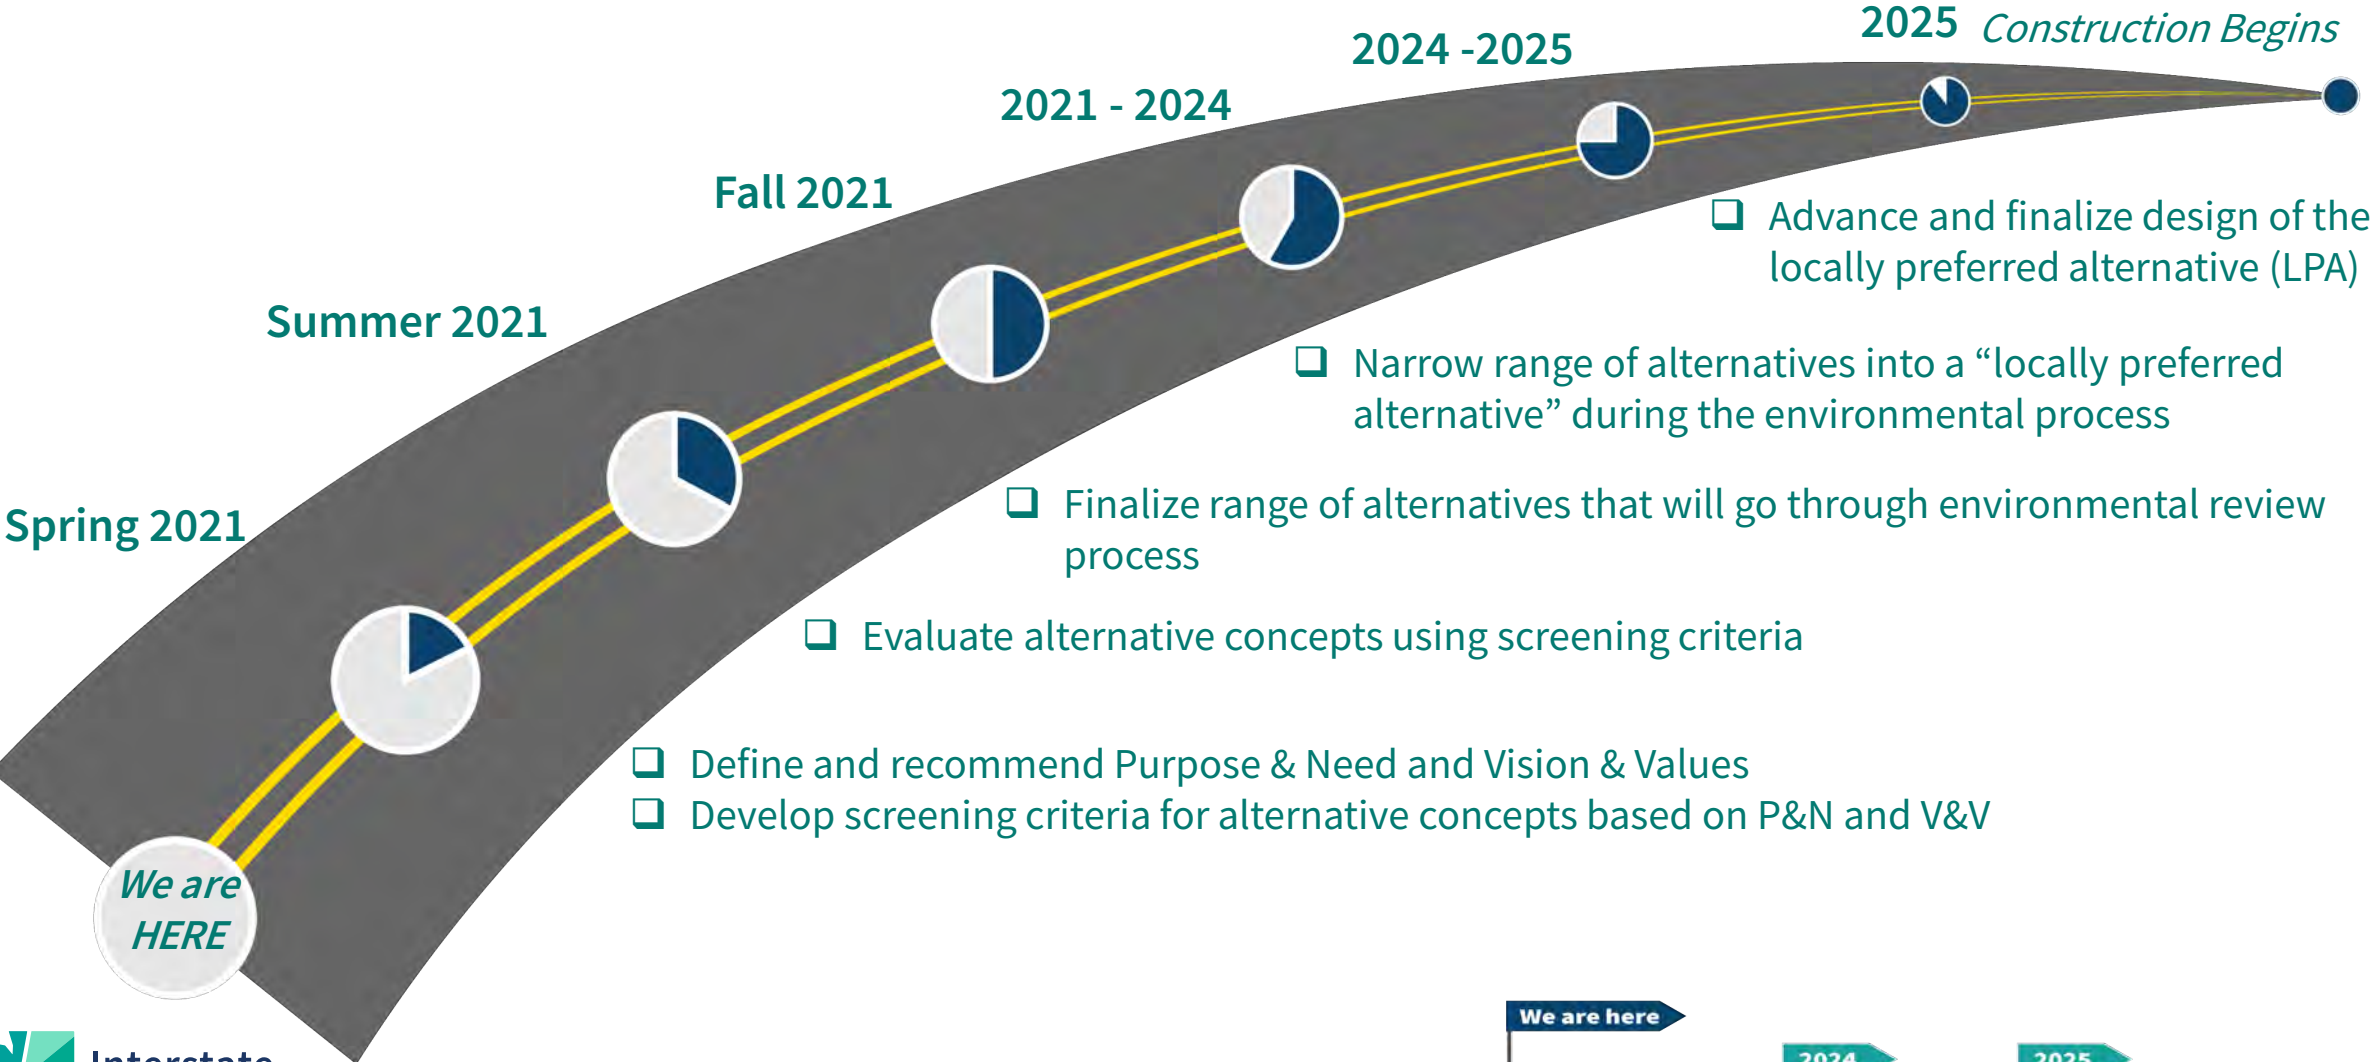 2025 Construction Begins
2024 -2025
2021 - 2024
Fall 2021
Summer 2021
Spring 2021
❑ Advance and finalize design of the
locally preferred alternative (LPA)
❑ Narrow range of alternatives into a “locally preferred
alternative” during the environmental process
❑ Finalize range of alternatives that will go through environmental review
process
❑ Evaluate alternative concepts using screening criteria
❑ Define and recommend Purpose & Need and Vision & Values
❑ Develop screening criteria for alternative concepts based on P&N and V&V
We are
HERE
We are here
Interstate
2024
2025